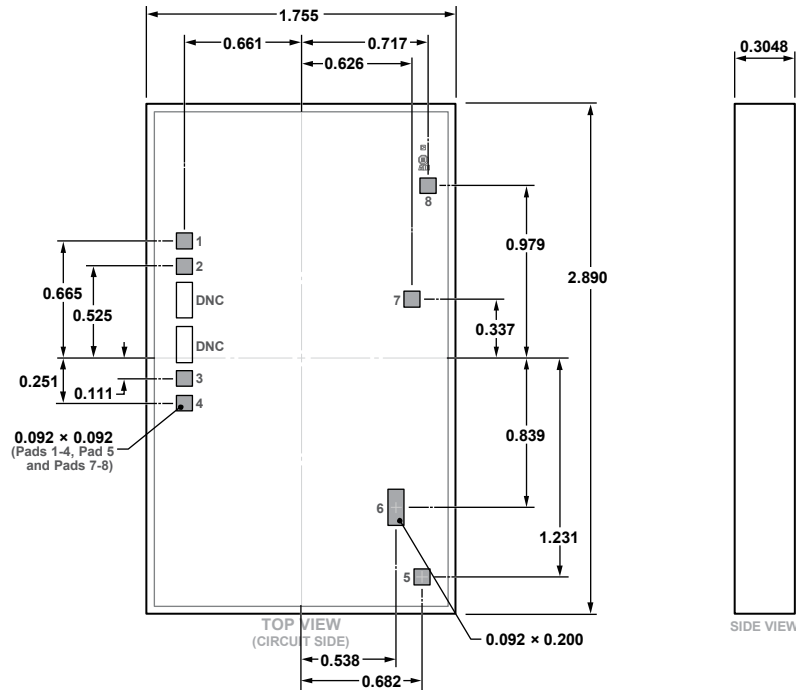 1.755
0.661
0.717
0.626
0.3048
8
1
2
DNC
DNC
3
4
7
6
5
0.665
0.525
0.251
0.111
0.979
2.890
0.337
0.839
1.231
0.092 × 0.092
(Pads 1-4, Pad 5
and Pads 7-8)
TOP VIEW
(CIRCUIT SIDE)
0.092 × 0.200
SIDE VIEW
0.538
0.682